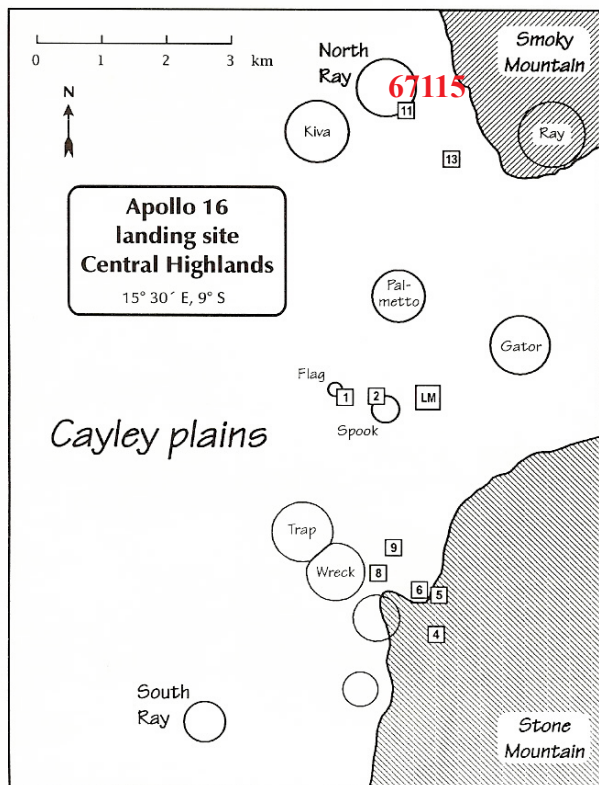 0 1 2 3 km
N
North
Ray
67115
11
Smoky
Mountain
Kiva
Ray
13
Apollo 16
landing site
Central Highlands
15° 30´ E, 9° S
Pal-
metto
Gator
Flag
1
2
LM
Spook
Cayley plains
Trap
9
Wreck
8
6
5
4
South
Ray
Stone
Mountain